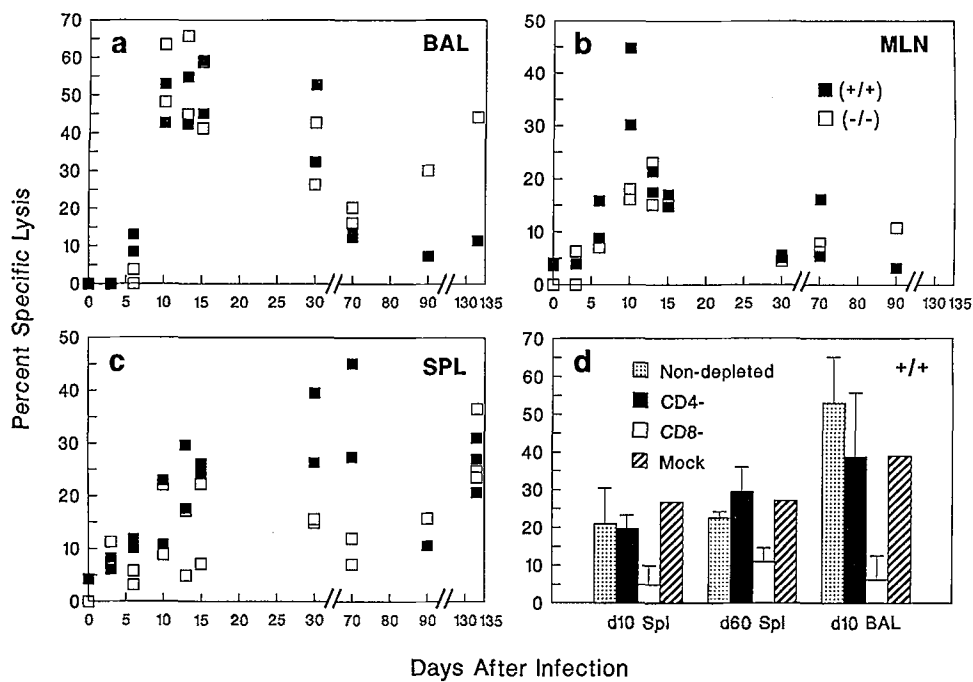 Percent Specific Lysis
a
BAL
70
60
50
40
30
20
10
0
0 5 10 15 20 25 30 70 90 130 135
b
MLN
(+/+)
(-/-)
50
40
30
20
10
0
0 5 10 15 20 25 30 70 90 130 135
c
SPL
50
40
30
20
10
0
0 5 10 15 20 25 30 70 90 130 135
d
+/+
Non-depleted
CD4-
CD8-
Mock
70
60
50
40
30
20
10
0
d10 Spl d60 Spl d10 BAL
Days After Infection